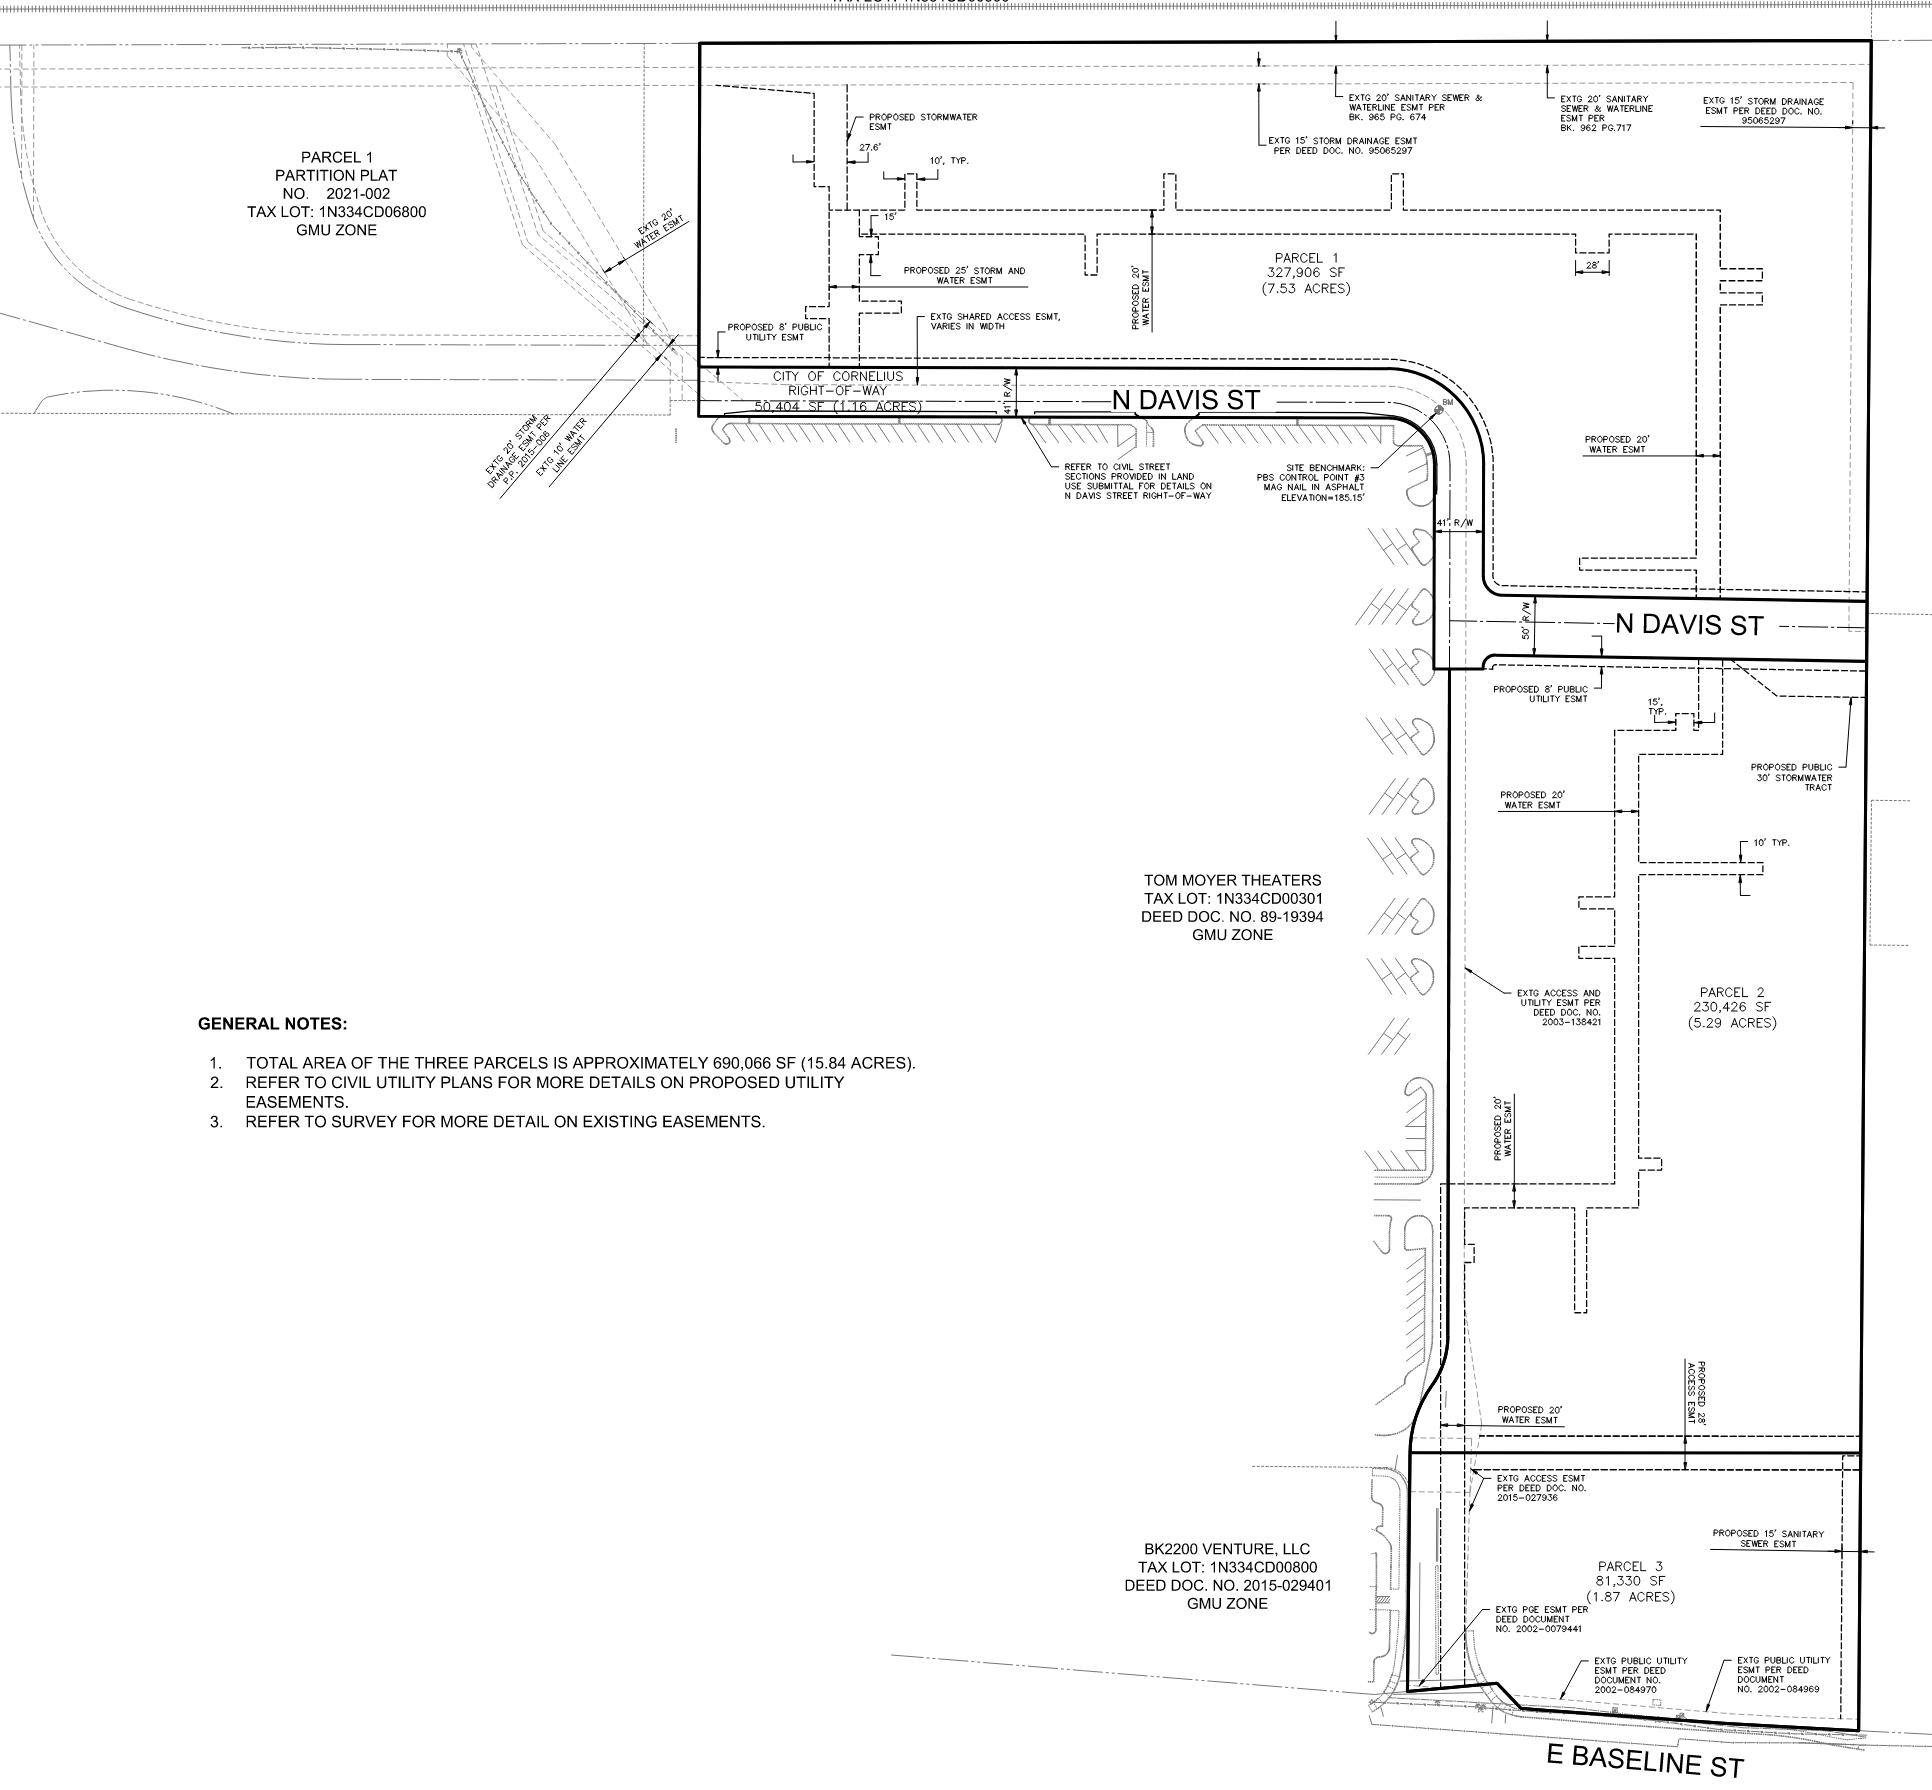 PARCEL 1
PARTITION PLAT
NO. 2021-002
TAX LOT: 1N334CD06800
GMU ZONE
EXTG 20'
WATER ESMT
EXTG 20' STORM
DRAINAGE ESMT PER
P.P. 2015-006
EXTG 10' WATER
LINE ESMT
PROPOSED STORMWATER
ESMT
27.6'
10', TYP.
15'
PROPOSED 25' STORM AND
WATER ESMT
EXTG SHARED ACCESS ESMT,
VARIES IN WIDTH
PROPOSED 8' PUBLIC
UTILITY ESMT
EXTG 20' SANITARY SEWER &
WATERLINE ESMT PER
BK. 965 PG. 674
EXTG 15' STORM DRAINAGE ESMT
PER DEED DOC. NO. 95065297
EXTG 20' SANITARY
SEWER & WATERLINE
ESMT PER
BK. 962 PG.717
EXTG 15' STORM DRAINAGE
ESMT PER DEED DOC. NO.
95065297
PROPOSED 20'
WATER ESMT
PARCEL 1
327,906 SF
(7.53 ACRES)
28'
CITY OF CORNELIUS
RIGHT-OF-WAY
50,404 SF (1.16 ACRES)
41' R/W
N DAVIS ST
BM
REFER TO CIVIL STREET
SECTIONS PROVIDED IN LAND
USE SUBMITTAL FOR DETAILS ON
N DAVIS STREET RIGHT-OF-WAY
SITE BENCHMARK:
PBS CONTROL POINT #3
MAG NAIL IN ASPHALT
ELEVATION=185.15'
PROPOSED 20'
WATER ESMT
41' R/W
50' R/W
N DAVIS ST
PROPOSED 8' PUBLIC
UTILITY ESMT
15',
TYP.
PROPOSED PUBLIC
30' STORMWATER
TRACT
PROPOSED 20'
WATER ESMT
10' TYP.
TOM MOYER THEATERS
TAX LOT: 1N334CD00301
DEED DOC. NO. 89-19394
GMU ZONE
EXTG ACCESS AND
UTILITY ESMT PER
DEED DOC. NO.
2003-138421
PARCEL 2
230,426 SF
(5.29 ACRES)
GENERAL NOTES:
1. TOTAL AREA OF THE THREE PARCELS IS APPROXIMATELY 690,066 SF (15.84 ACRES).
2. REFER TO CIVIL UTILITY PLANS FOR MORE DETAILS ON PROPOSED UTILITY
EASEMENTS.
3. REFER TO SURVEY FOR MORE DETAIL ON EXISTING EASEMENTS.
PROPOSED 20'
WATER ESMT
PROPOSED 28'
ACCESS ESMT
PROPOSED 20'
WATER ESMT
EXTG ACCESS ESMT
PER DEED DOC. NO.
2015-027936
PROPOSED 15' SANITARY
SEWER ESMT
BK2200 VENTURE, LLC
TAX LOT: 1N334CD00800
DEED DOC. NO. 2015-029401
GMU ZONE
PARCEL 3
81,330 SF
(1.87 ACRES)
EXTG PGE ESMT PER
DEED DOCUMENT
NO. 2002-0079441
EXTG PUBLIC UTILITY
ESMT PER DEED
DOCUMENT NO.
2002-084970
EXTG PUBLIC UTILITY
ESMT PER DEED
DOCUMENT
NO. 2002-084969
E BASELINE ST